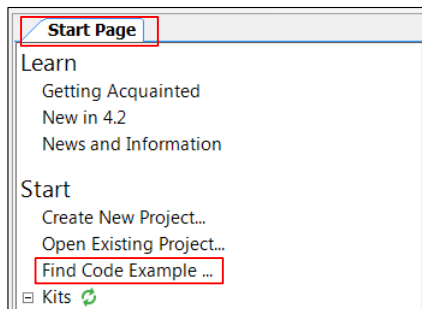 Start Page
Learn
Getting Acquainted
New in 4.2
News and Information
Start
Create New Project...
Open Existing Project...
Find Code Example ...
Kits